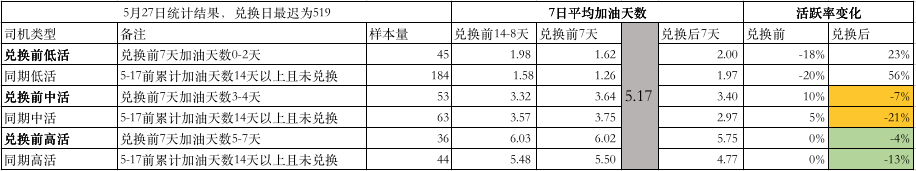 5月27日统计结果，兑换日最迟为519 7日平均加油天数 活跃率变化
司机类型 备注 样本量 兑换前14-8天 兑换前7天 兑换后7天 兑换前 兑换后
兑换前低活 兑换前7天加油天数0-2天 45 1.98 1.62 2.00 -18% 23%
同期低活 5-17前累计加油天数14天以上且未兑换 184 1.58 1.26 1.97 -20% 56%
兑换前中活 兑换前7天加油天数3-4天 53 3.32 3.64 5.17 3.40 10% -7%
同期中活 5-17前累计加油天数14天以上且未兑换 63 3.57 3.75 2.97 5% -21%
兑换前高活 兑换前7天加油天数5-7天 36 6.03 6.02 5.75 0% -4%
同期高活 5-17前累计加油天数14天以上且未兑换 44 5.48 5.50 4.77 0% -13%